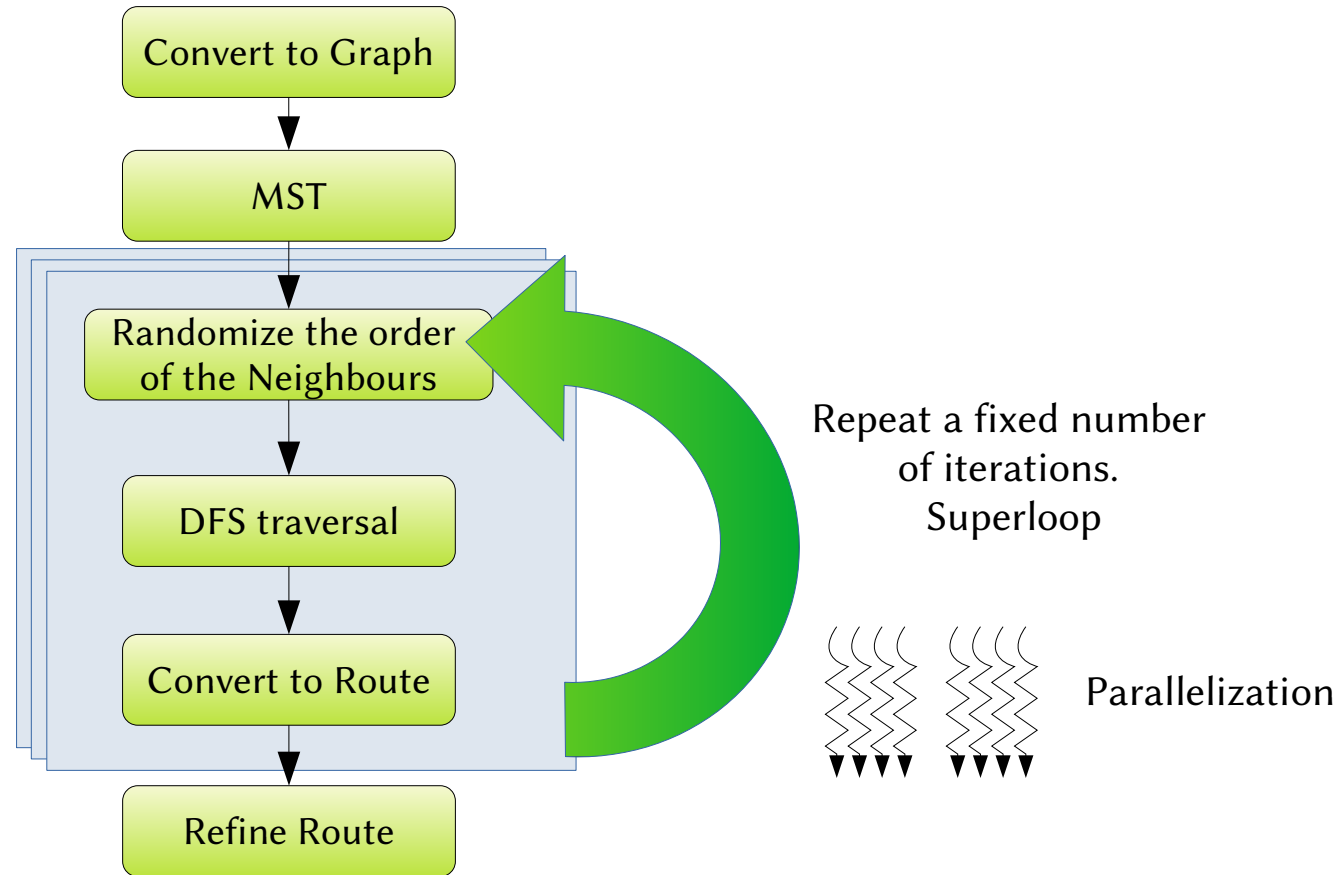 Convert to Graph
MST
Randomize the order
of the Neighbours
DFS traversal
Convert to Route
Refine Route
Repeat a fixed number
of iterations.
Superloop
Parallelization